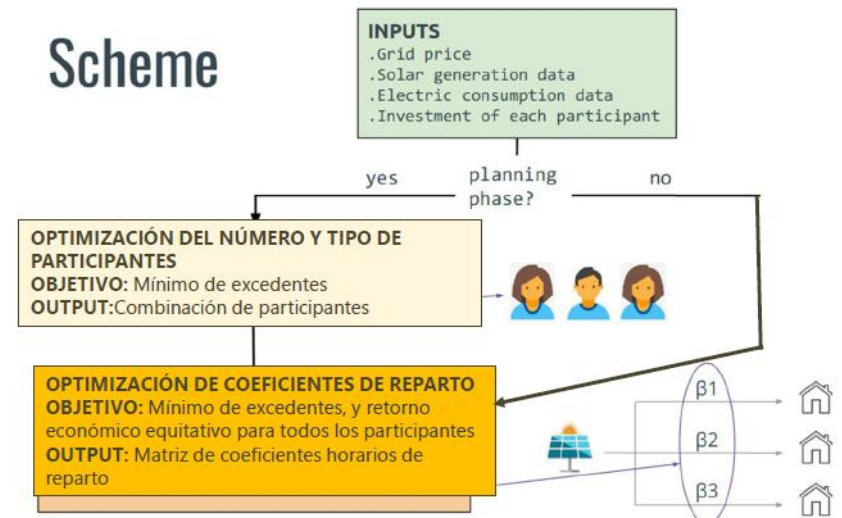 Scheme
INPUTS
.Grid price
.Solar generation data
.Electric consumption data
.Investment of each participant
yes
planning
phase?
no
OPTIMIZACIÓN DEL NÚMERO Y TIPO DE
PARTICIPANTES
OBJETIVO: Mínimo de excedentes
OUTPUT:Combinación de participantes
OPTIMIZACIÓN DE COEFICIENTES DE REPARTO
OBJETIVO: Mínimo de excedentes, y retorno
económico equitativo para todos los participantes
OUTPUT: Matriz de coeficientes horarios de
reparto
β1
β2
β3